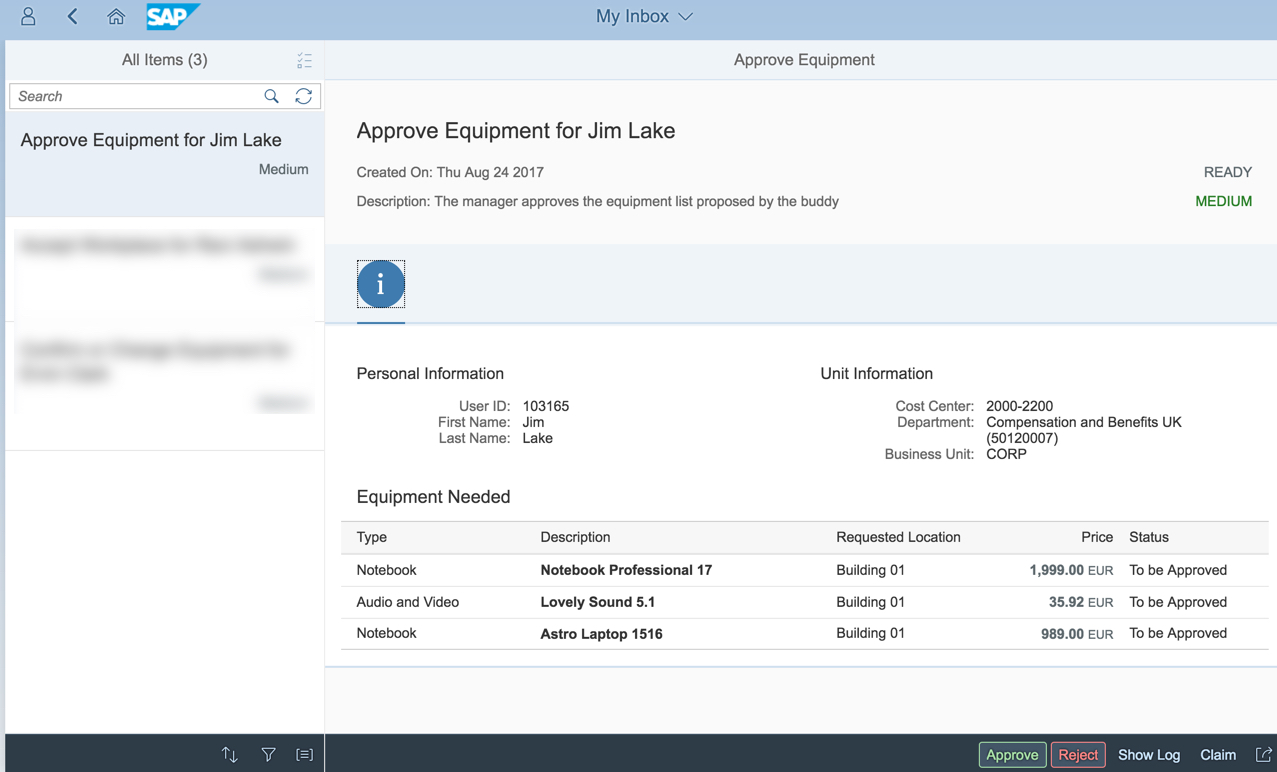 SAP
My Inbox
All Items (3)
Approve Equipment
Search
Approve Equipment for Jim Lake
Medium
Approve Equipment for Jim Lake
Created On: Thu Aug 24 2017
READY
Description: The manager approves the equipment list proposed by the buddy
MEDIUM
i
Personal Information
User ID: 103165
First Name: Jim
Last Name: Lake
Unit Information
Cost Center: 2000-2200
Department: Compensation and Benefits UK
(50120007)
Business Unit: CORP
Equipment Needed
Type Description Requested Location Price Status
Notebook Notebook Professional 17 Building 01 1,999.00 EUR To be Approved
Audio and Video Lovely Sound 5.1 Building 01 35.92 EUR To be Approved
Notebook Astro Laptop 1516 Building 01 989.00 EUR To be Approved
Approve Reject Show Log Claim